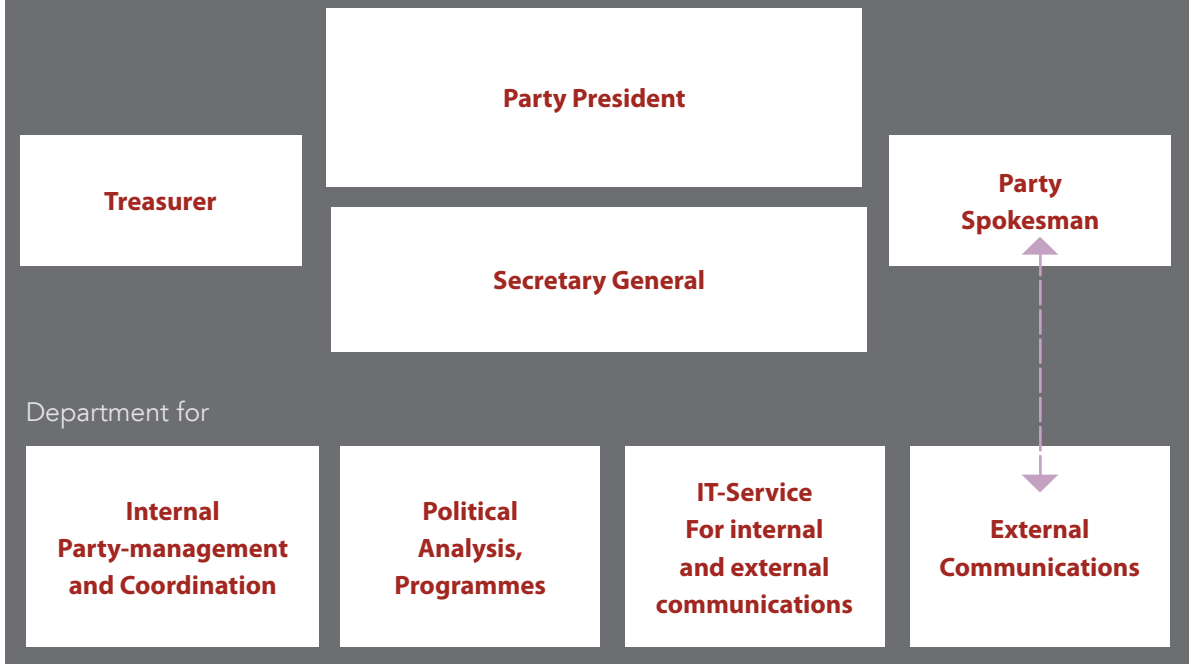 Party President
Treasurer
Party
Spokesman
Secretary General
Department for
Internal
Party-management
and Coordination
Political
Analysis,
Programmes
IT-Service
For internal
and external
communications
External
Communications